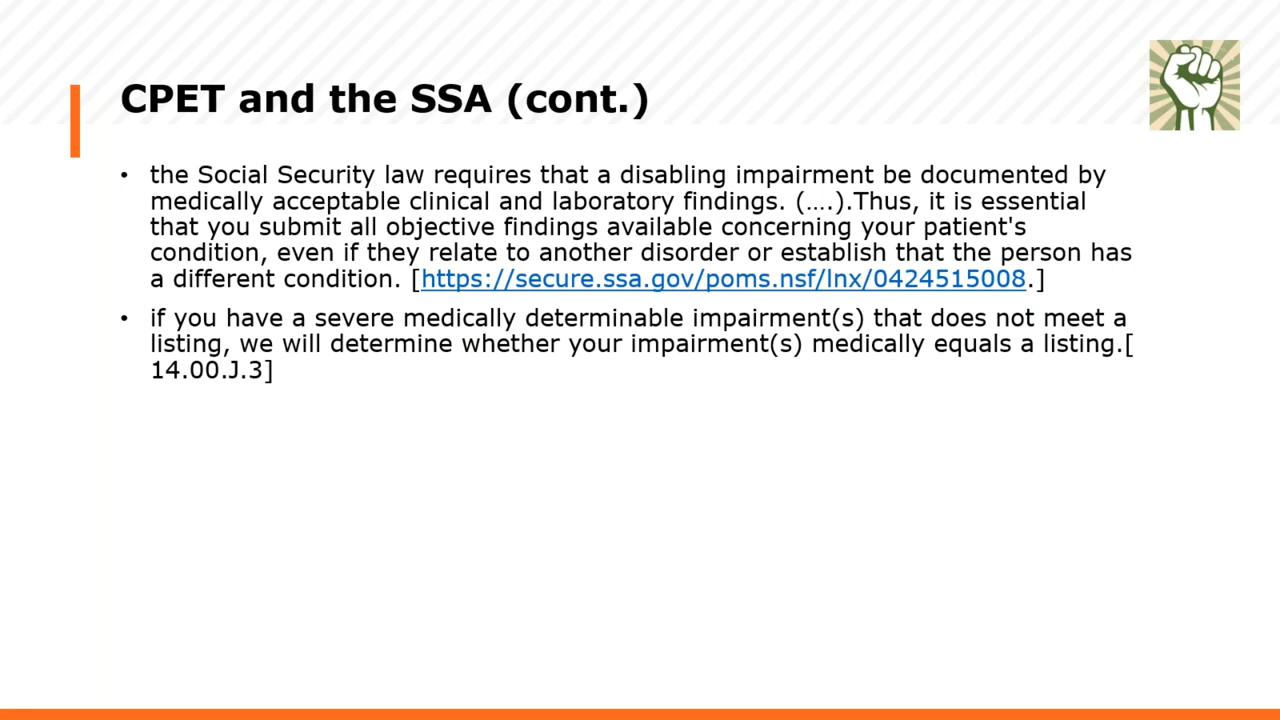 CPET and the SSA (cont.)
• the Social Security law requires that a disabling impairment be documented by
medically acceptable clinical and laboratory findings. (....).Thus, it is essential
that you submit all objective findings available concerning your patient's
condition, even if they relate to another disorder or establish that the person has
a different condition. [https://secure.ssa.gov/poms.nsf/lnx/0424515008.]
• if you have a severe medically determinable impairment(s) that does not meet a
listing, we will determine whether your impairment(s) medically equals a listing.[
14.00.J.3]